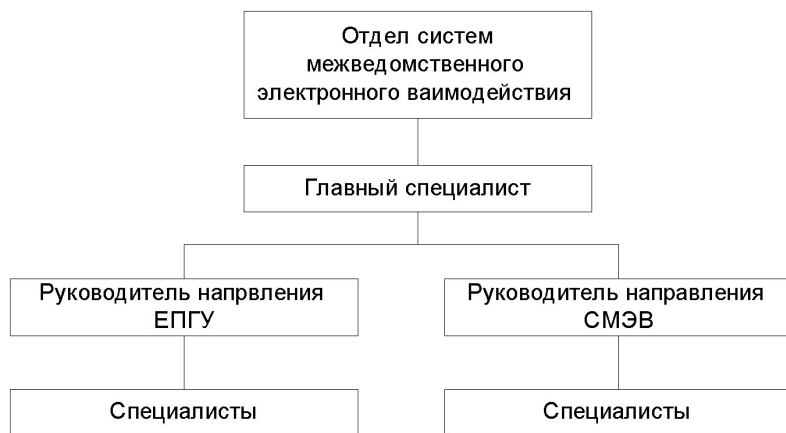 Отдел систем
межведомственного
электронного ваимодействия
Главный специалист
Руководитель напрвления
ЕПГУ
Руководитель направления
СМЭВ
Специалисты
Специалисты